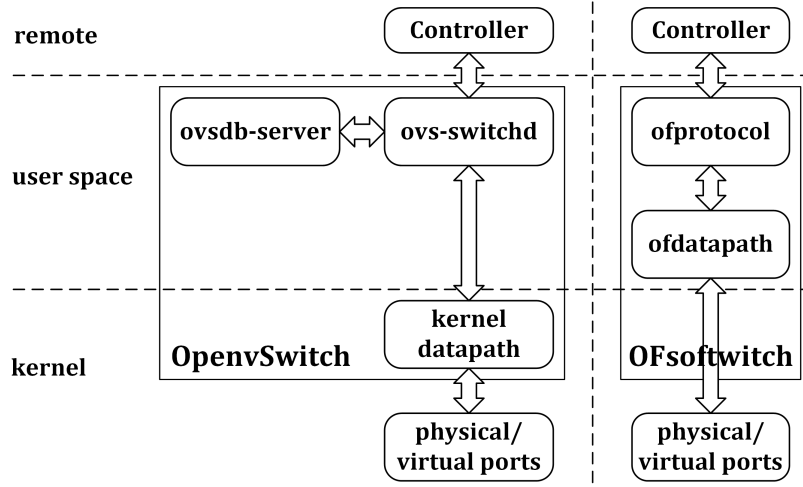 remote
Controller
Controller
ovsdb-server
ovs-switchd
ofprotocol
user space
ofdatapath
kernel
datapath
OpenvSwitch
OFsoftwitch
kernel
physical/
virtual ports
physical/
virtual ports